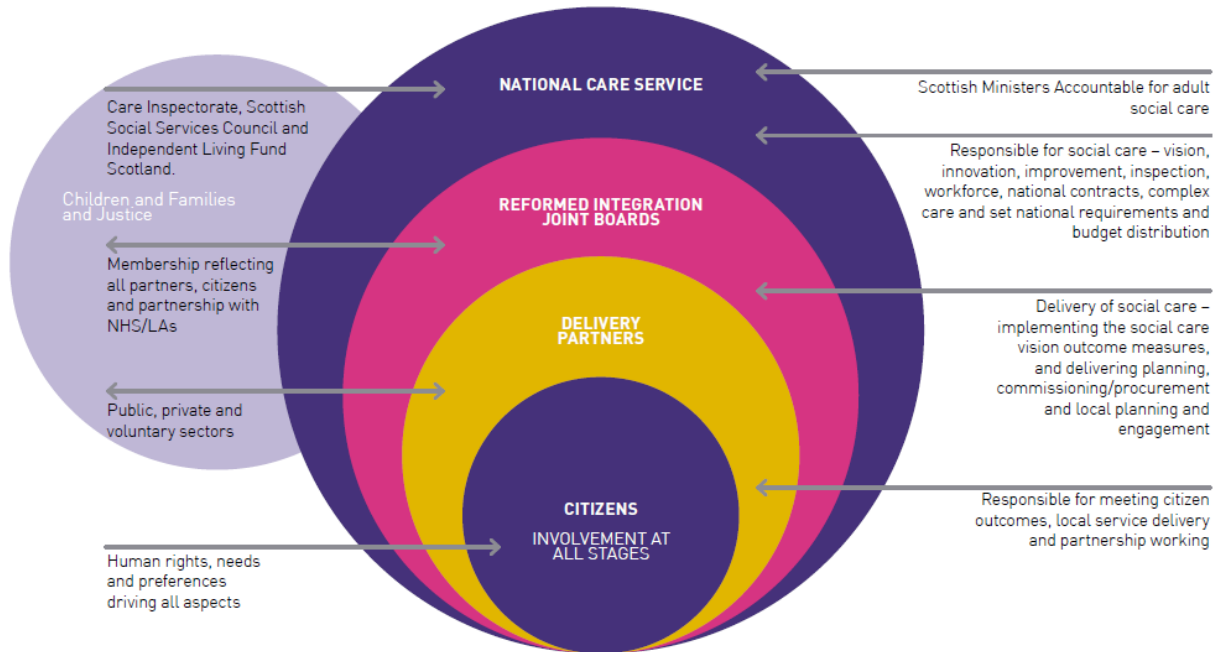 NATIONAL CARE SERVICE
Care Inspectorate, Scottish
Social Services Council and
Independent Living Fund
Scotland.
Children and Families
and Justice
Membership reflecting
all partners, citizens
and partnership with
NHS/LAs
Public, private and
voluntary sectors
Human rights, needs
and preferences
driving all aspects
REFORMED INTEGRATION
JOINT BOARDS
DELIVERY
PARTNERS
CITIZENS
INVOLVEMENT AT
ALL STAGES
Scottish Ministers Accountable for adult
social care
Responsible for social care – vision,
innovation, improvement, inspection,
workforce, national contracts, complex
care and set national requirements and
budget distribution
Delivery of social care –
implementing the social care
vision outcome measures,
and delivering planning,
commissioning/procurement
and local planning and
engagement
Responsible for meeting citizen
outcomes, local service delivery
and partnership working